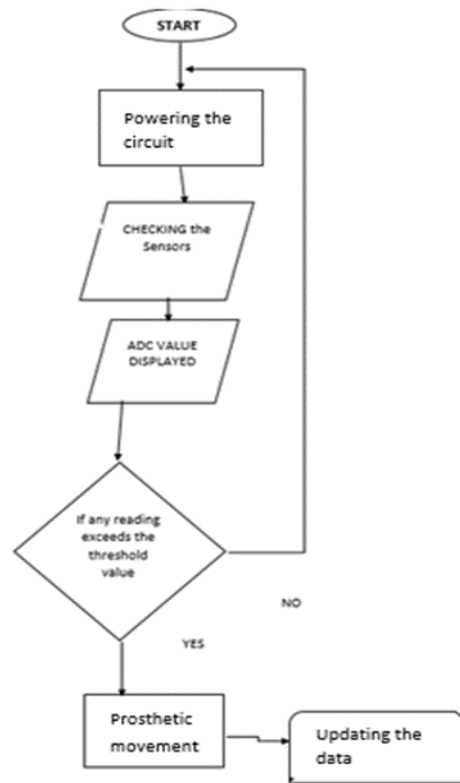 START
Powering the
circuit
CHECKING the
Sensors
ADC VALUE
DISPLAYED
If any reading
exceeds the
threshold
value
NO
YES
Prosthetic
movement
Updating the
data